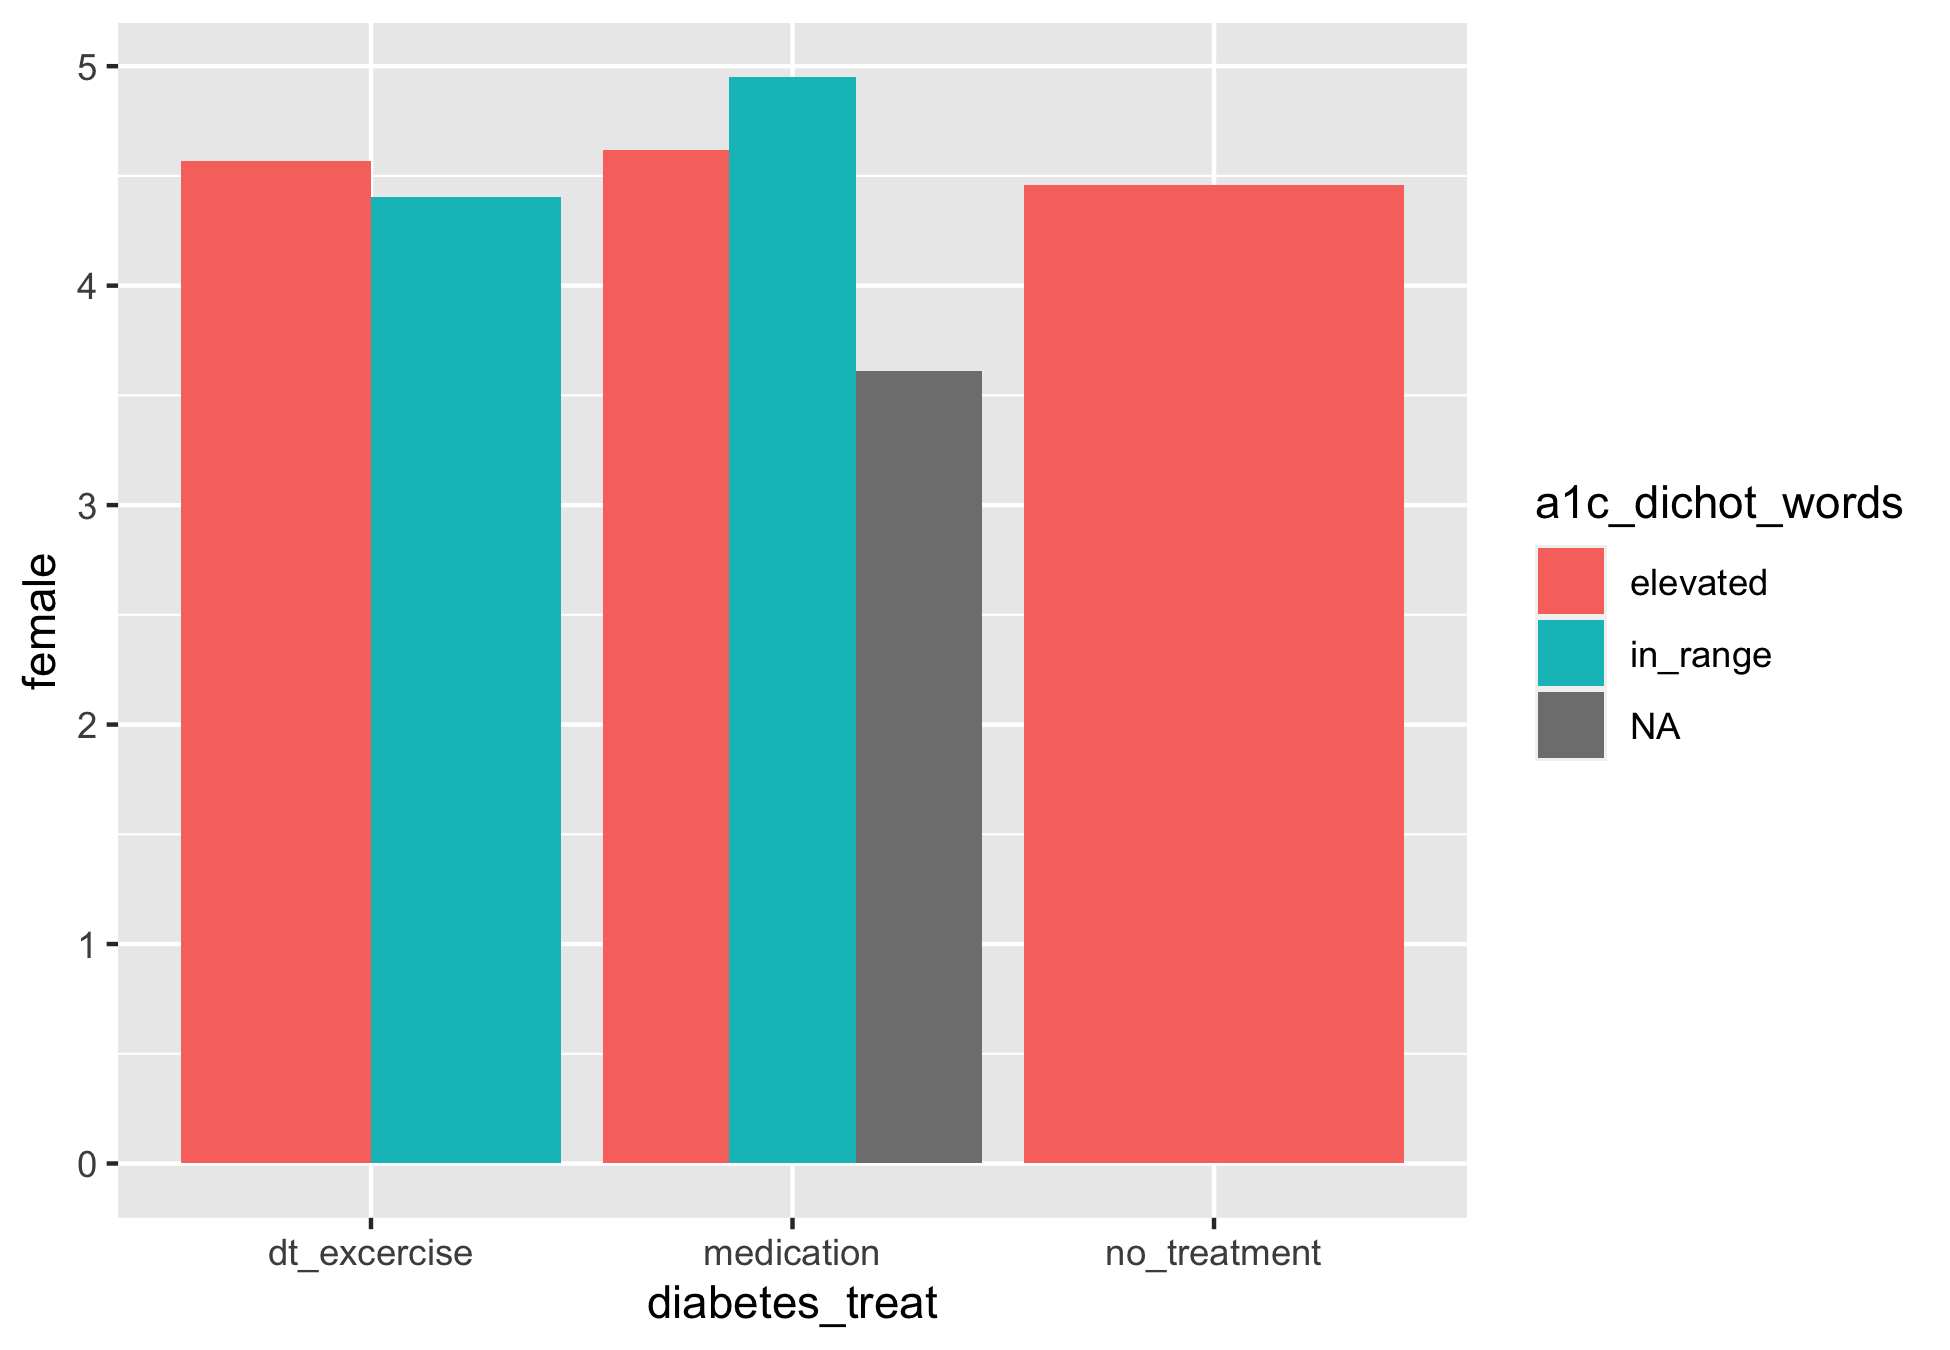 5
4
3
2
1
0
female
dt_excercise
medication
no_treatment
diabetes_treat
a1c_dichot_words
elevated
in_range
NA